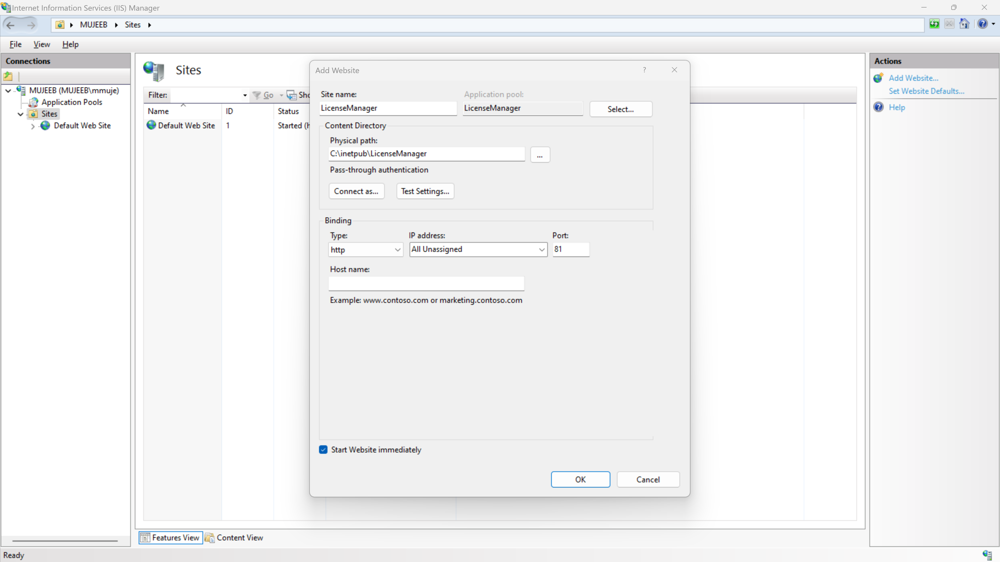 Internet Information Services (IIS) Manager
MUJEEB
Sites
File
View
Help
Connections
MUJEEB (MUJEEB\mmuje)
Application Pools
Sites
Default Web Site
Sites
Filter:
Go
Sho
Name
ID
Status
Default Web Site
1
Started (h
Add Website
?
Site name:
Application pool:
LicenseManager
LicenseManager
Select...
Content Directory
Physical path:
C:\inetpub\LicenseManager
...
Pass-through authentication
Connect as...
Test Settings...
Binding
Type:
IP address:
Port:
http
All Unassigned
81
Host name:
Example: www.contoso.com or marketing.contoso.com
Start Website immediately
OK
Cancel
Actions
Add Website...
Set Website Defaults...
Help
Features View
Content View
Ready